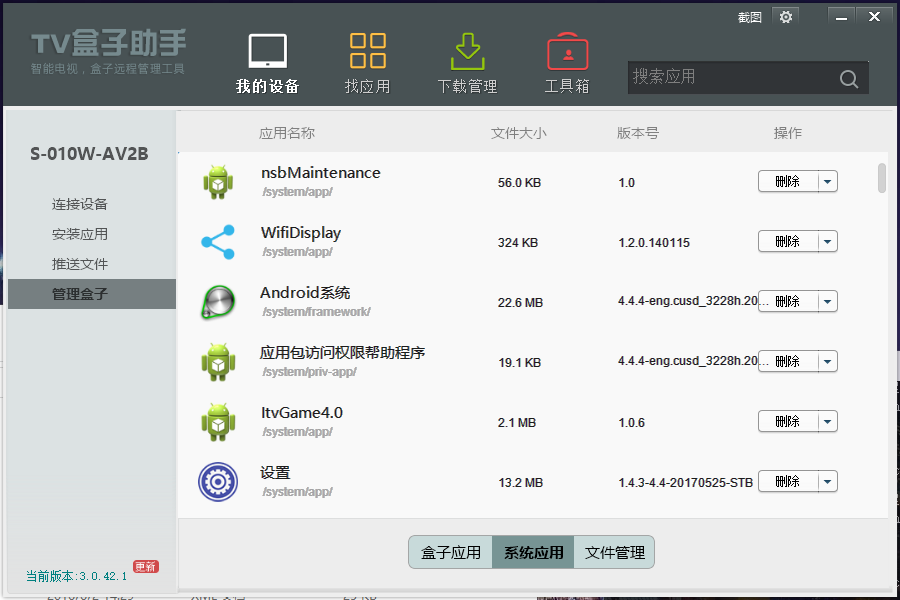 截图
TV盒子助手
智能电视，盒子远程管理工具
我的设备
找应用
下载管理
工具箱
搜索应用
S-010W-AV2B
连接设备
安装应用
推送文件
管理盒子
应用名称 文件大小 版本号 操作
nsbMaintenance
/system/app/
56.0 KB 1.0 删除
WifiDisplay
/system/app/
324 KB 1.2.0.140115 删除
Android系统
/system/framework/
22.6 MB 4.4.4-eng.cusd_3228h.20... 删除
应用包访问权限帮助程序
/system/priv-app/
19.1 KB 4.4.4-eng.cusd_3228h.20... 删除
ItvGame4.0
/system/app/
2.1 MB 1.0.6 删除
设置
/system/app/
13.2 MB 1.4.3-4.4-20170525-STB 删除
盒子应用 系统应用 文件管理
当前版本:3.0.42.1 更新